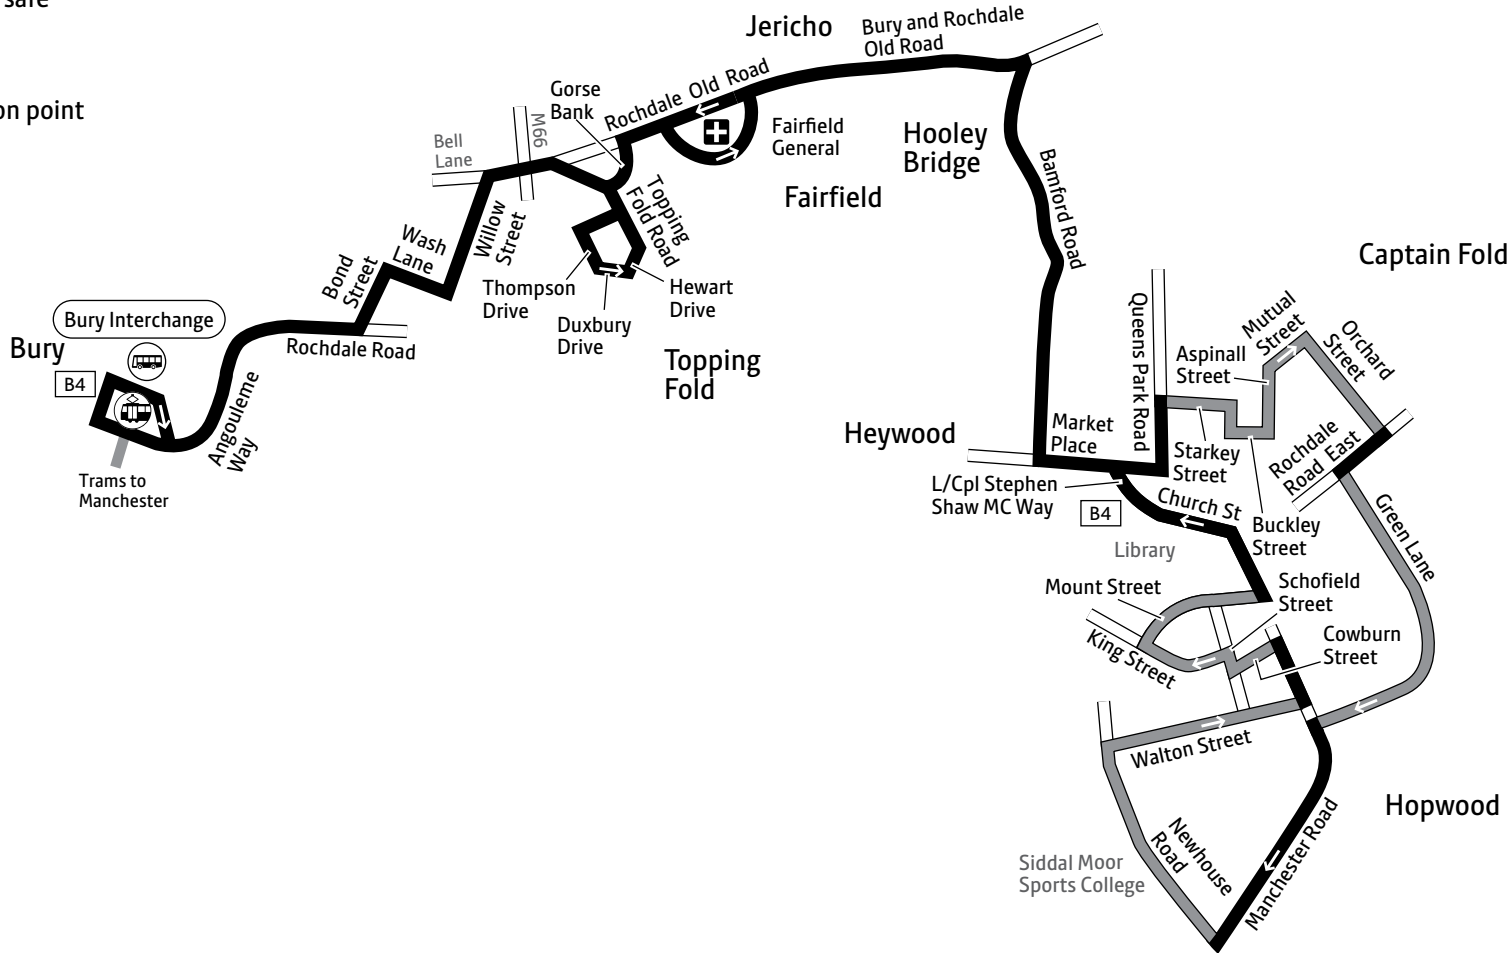 safe
on point
Jericho
Bury and Rochdale
Old Road
Rochdale Old Road
Gorse
Bank
M66
Bell
Lane
Fairfield
General
Hooley
Bridge
Fairfield
Bamford Road
Topping
Fold Road
Willow
Street
Wash
Lane
Bond
Street
Thompson
Drive
Hewart
Drive
Duxbury
Drive
Topping
Fold
Captain Fold
Bury Interchange
Bury
B4
Rochdale Road
Angouleme
Way
Trams to
Manchester
Queens Park Road
Mutual
Street
Orchard
Street
Aspinall
Street
Heywood
Market
Place
Starkey
Street
Rochdale
Road East
L/Cpl Stephen
Shaw MC Way
B4
Church St
Buckley
Street
Green Lane
Library
Mount Street
Schofield
Street
King Street
Cowburn
Street
Walton Street
Hopwood
Newhouse
Road
Manchester Road
Siddal Moor
Sports College